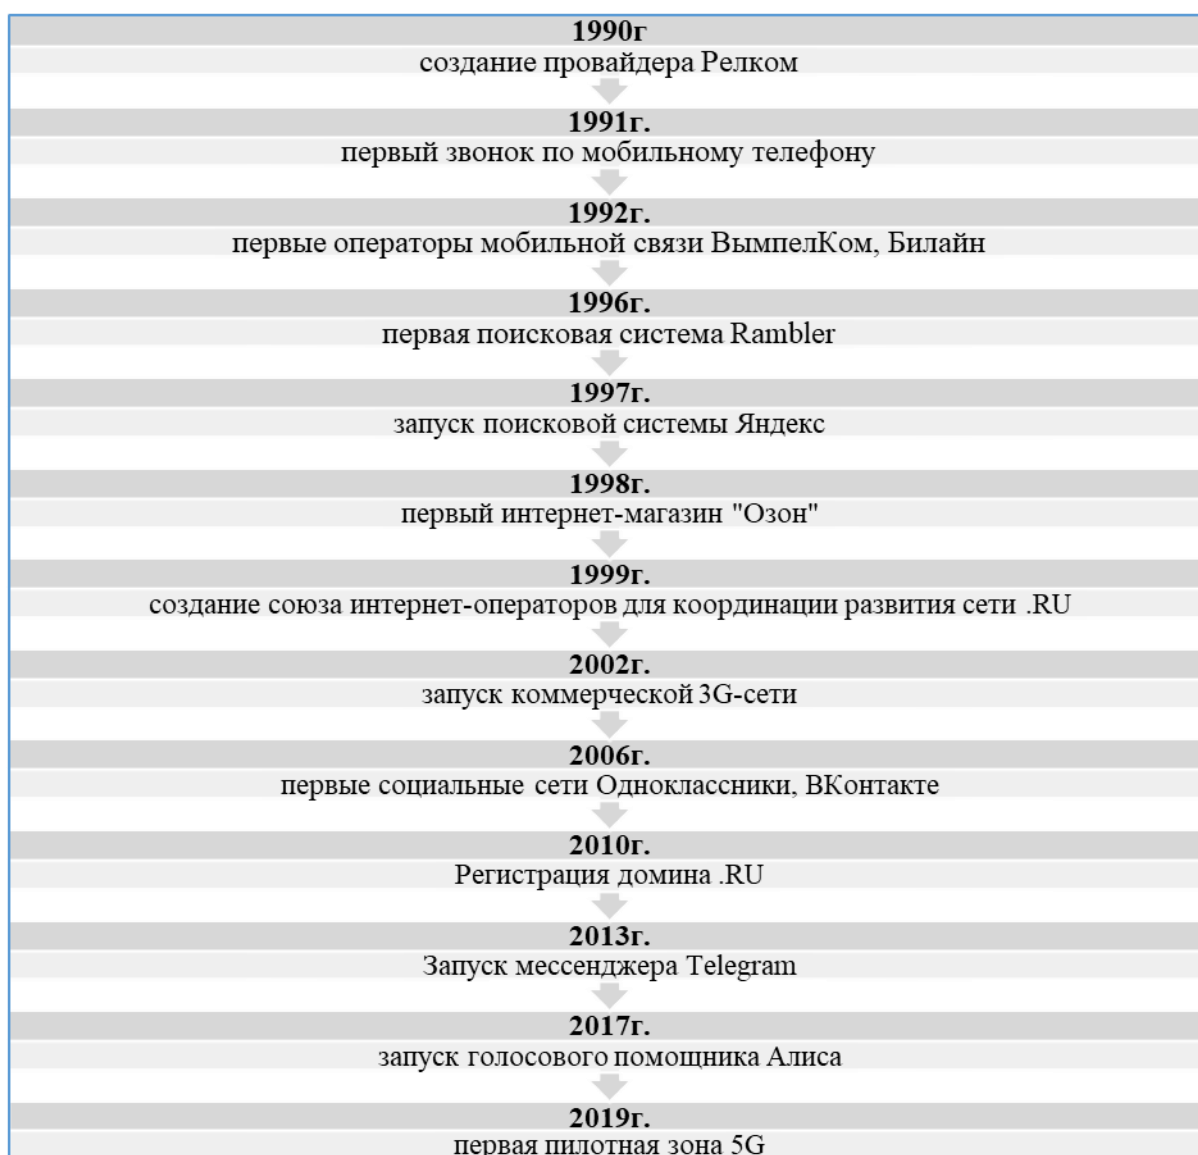 1990г
создание провайдера Релком
1991г.
первый звонок по мобильному телефону
1992г.
первые операторы мобильной связи ВымпелКом, Билайн
1996г.
первая поисковая система Rambler
1997г.
запуск поисковой системы Яндекс
1998г.
первый интернет-магазин "Озон"
1999г.
создание союза интернет-операторов для координации развития сети .RU
2002г.
запуск коммерческой 3G-сети
2006г.
первые социальные сети Одноклассники, ВКонтакте
2010г.
Регистрация домина .RU
2013г.
Запуск мессенджера Telegram
2017г.
запуск голосового помощника Алиса
2019г.
первая пилотная зона 5G